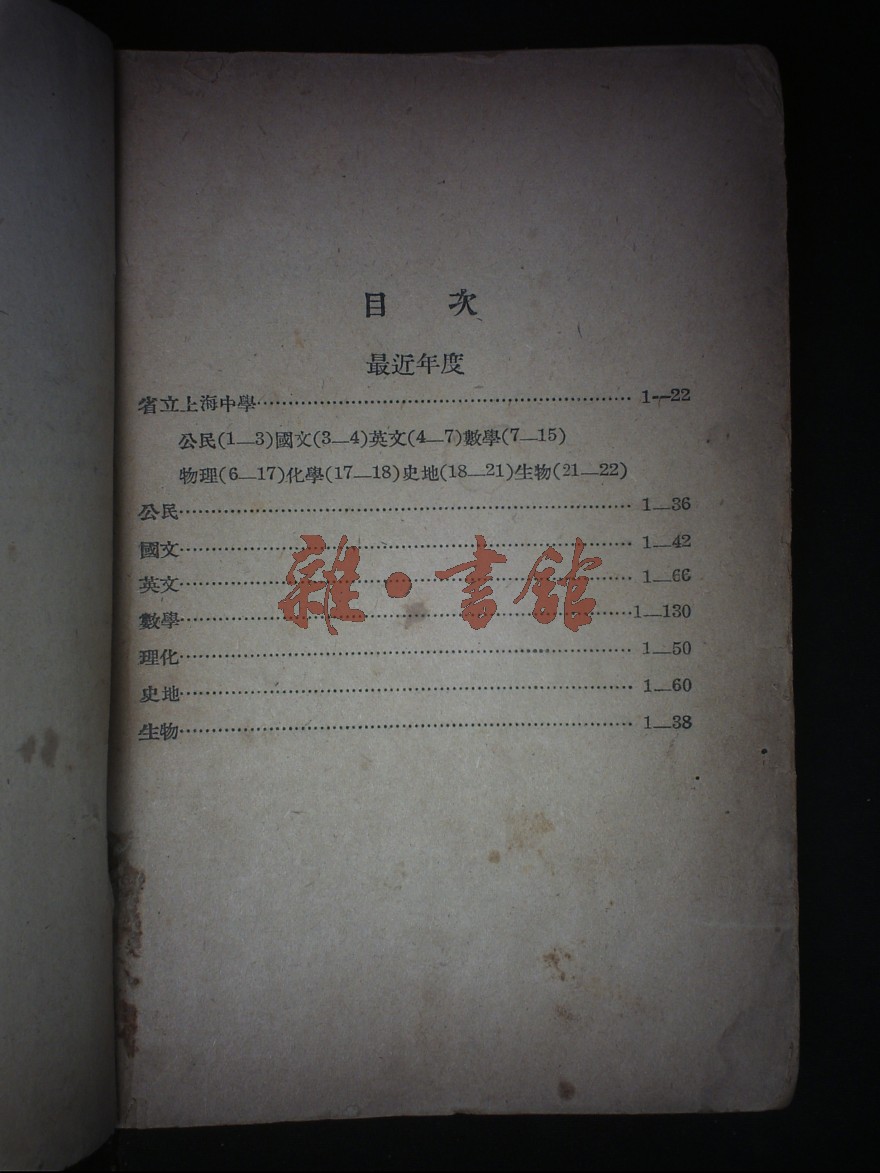 目 次
最近年度
省立上海中學…………………………………………………… 1—22
公民(1—3)國文(3—4)英文(4—7)數學(7—15)
物理(6—17)化學(17—18)史地(18—21)生物(21—22)
公民……………………………………………………………… 1—36
國文……………………………………………………………… 1—42
英文……………………………………………………………… 1—66
數學………………………………………………………………1—130
理化……………………………………………………………… 1—50
史地……………………………………………………………… 1—60
生物……………………………………………………………… 1—38
雜·書館